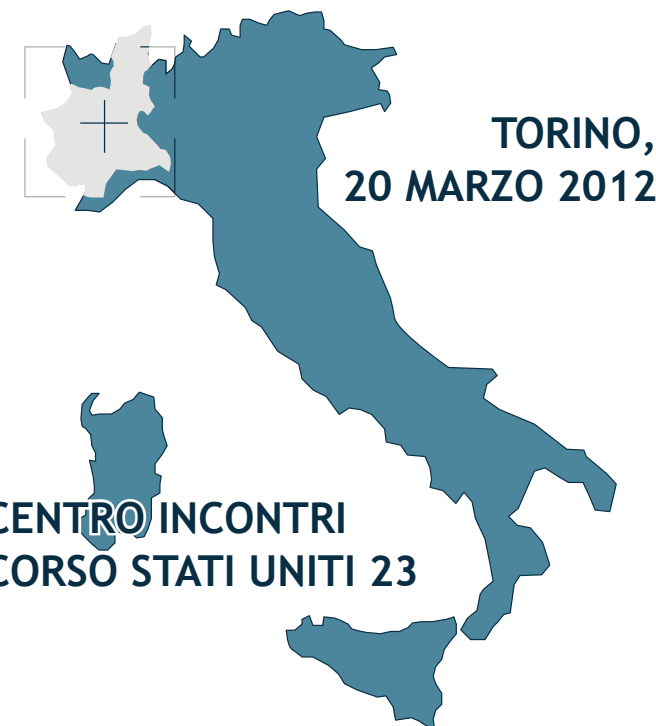 TORINO,
20 MARZO 2012
CENTRO INCONTRI
CORSO STATI UNITI 23